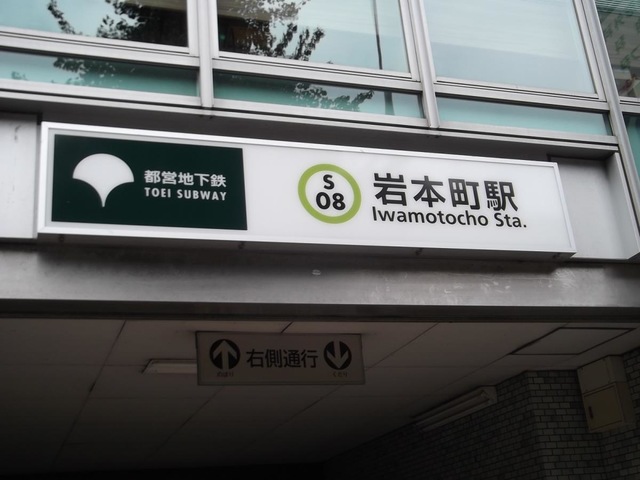 都営地下鉄
TOEI SUBWAY
S
08
岩本町駅
Iwamotocho Sta.
右側通行